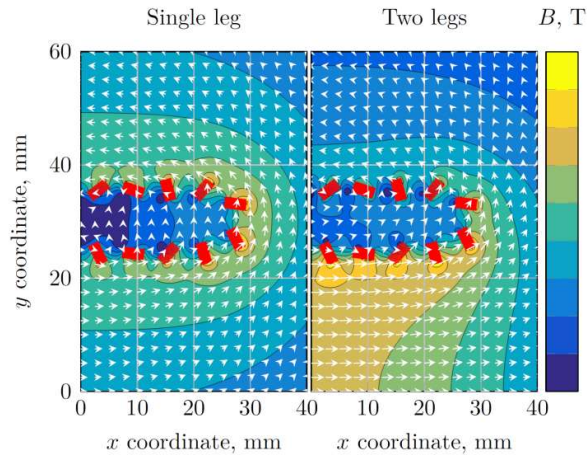 Single leg
Two legs
B, T
60
40
20
0
y coordinate, mm
0 10 20 30 40
0 10 20 30 40
x coordinate, mm
x coordinate, mm